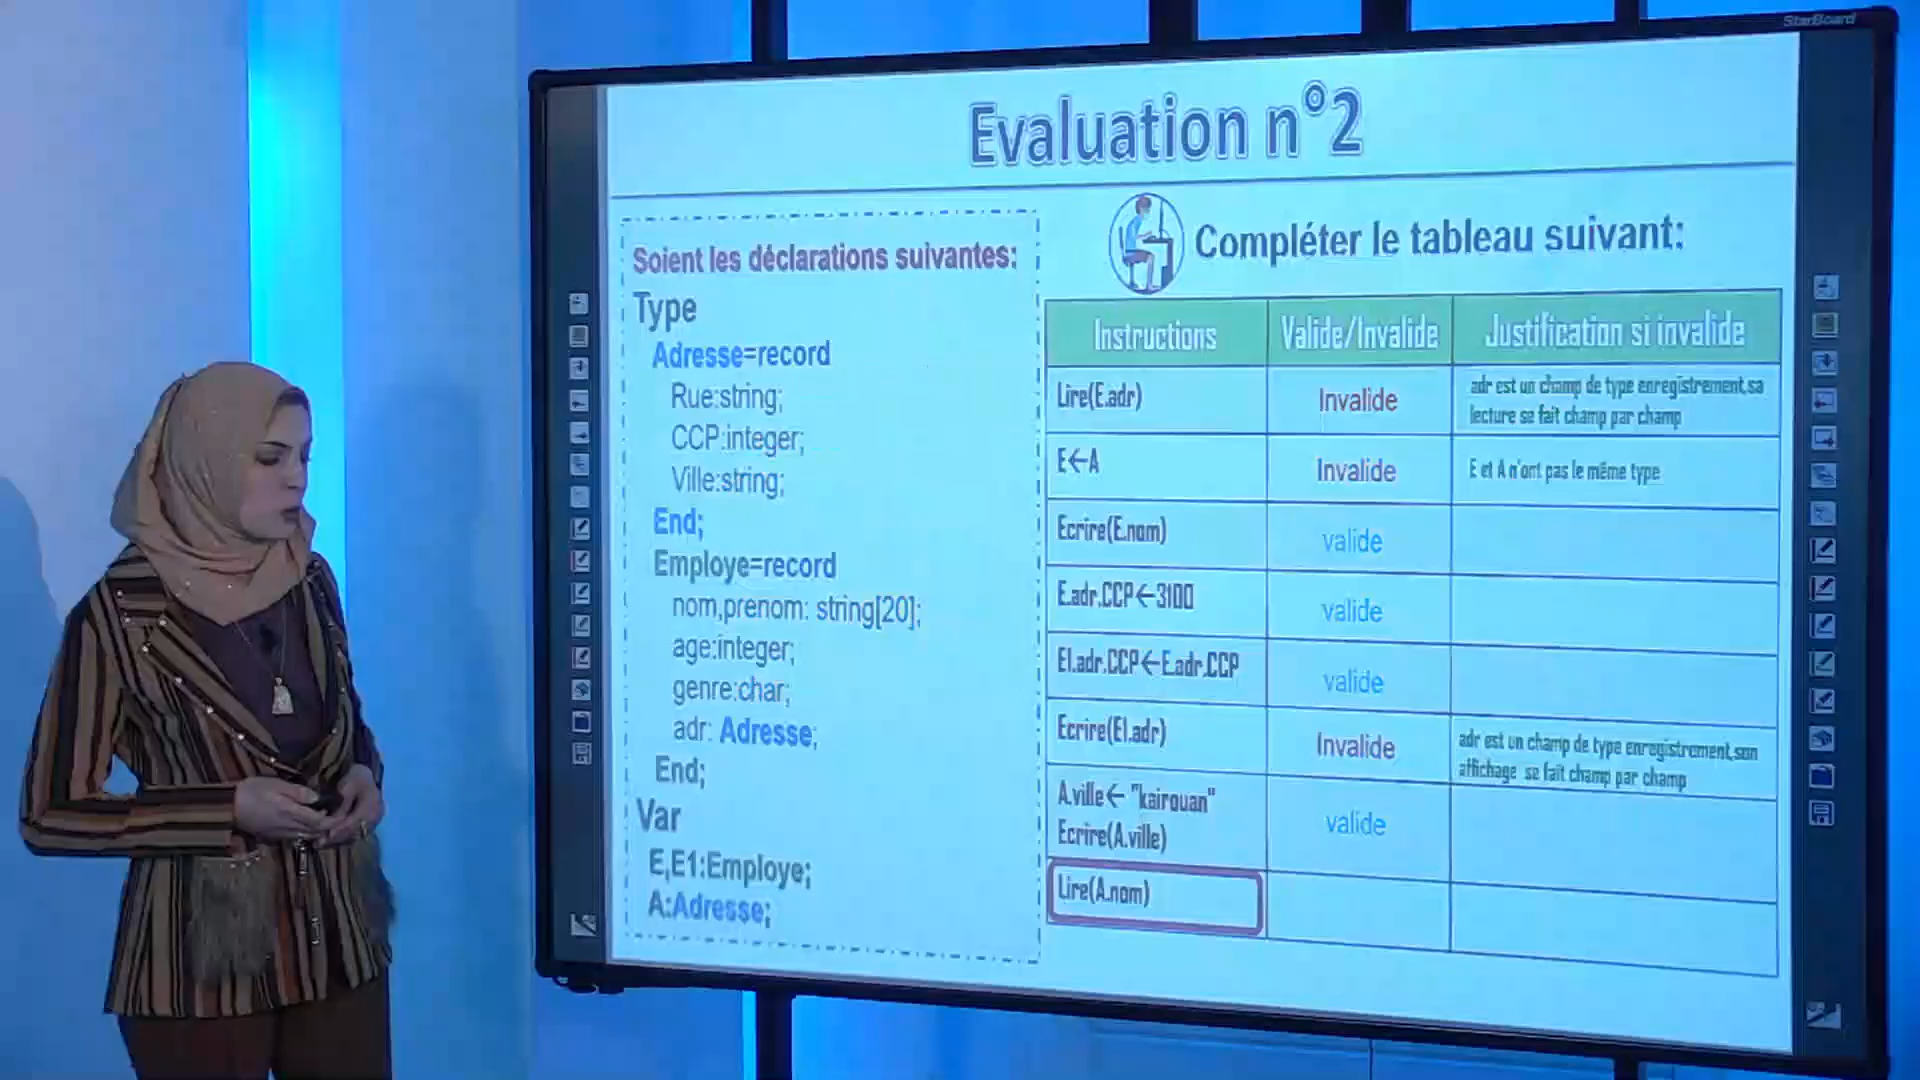 StarBoard
Evaluation n°2
Soient les déclarations suivantes:
Type
Adresse=record
Rue:string;
CCP:integer;
Ville:string;
End;
Employe=record
nom,prenom: string[20];
age:integer;
genre:char;
adr: Adresse;
End;
Var
E,E1:Employe;
A:Adresse;
Compléter le tableau suivant:
Instructions Valide/Invalide Justification si invalide
Lire(E.adr) Invalide adr est un champ de type enregistrement,sa
lecture se fait champ par champ
E←A Invalide E et A n'ont pas le même type
Ecrire(E.nom) valide
E.adr.CCP←3100 valide
E1.adr.CCP←E.adr.CCP valide
Ecrire(E1.adr) Invalide adr est un champ de type enregistrement,son
affichage se fait champ par champ
A.ville← "kairouan"
Ecrire(A.ville) valide
Lire(A.nom)